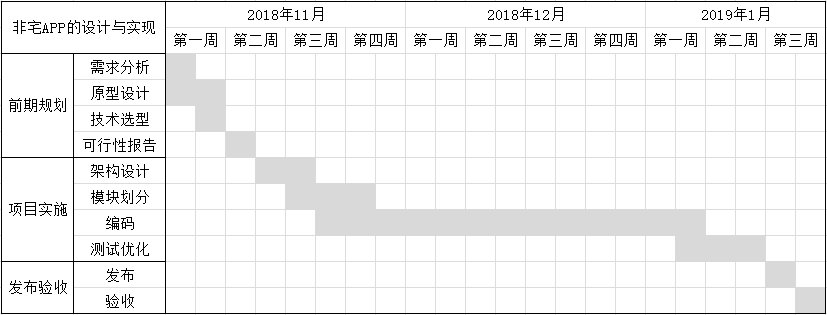 非宅APP的设计与实现
2018年11月
2018年12月
2019年1月
第一周 第二周 第三周 第四周 第一周 第二周 第三周 第四周 第一周 第二周 第三周
前期规划
需求分析
原型设计
技术选型
可行性报告
项目实施
架构设计
模块划分
编码
测试优化
发布验收
发布
验收